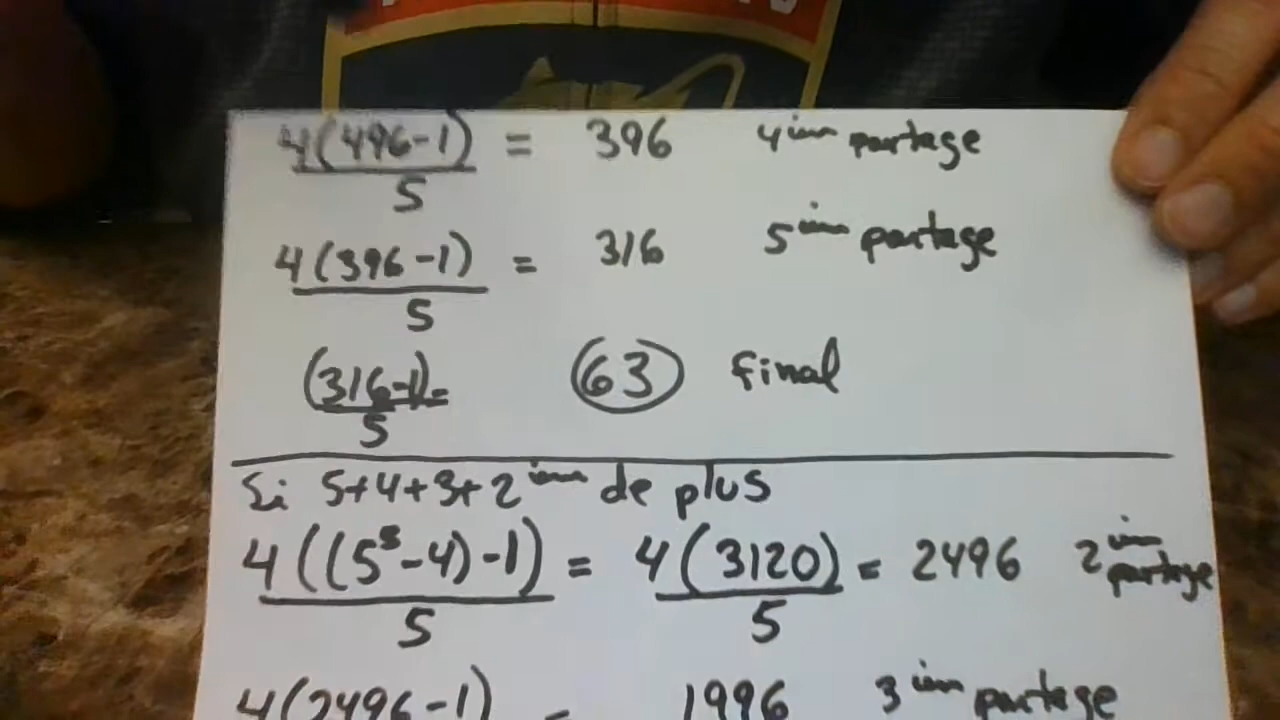 4(496-1) = 396 4ième partage
5
4(396-1) = 316 5ième partage
5
(316-1) = 63 final
5
Si 5+4+3+2ième de plus
4((5⁵-4)-1) = 4(3120) = 2496 2ième partage
5 5
4(2496-1) = 1996 3ième partage